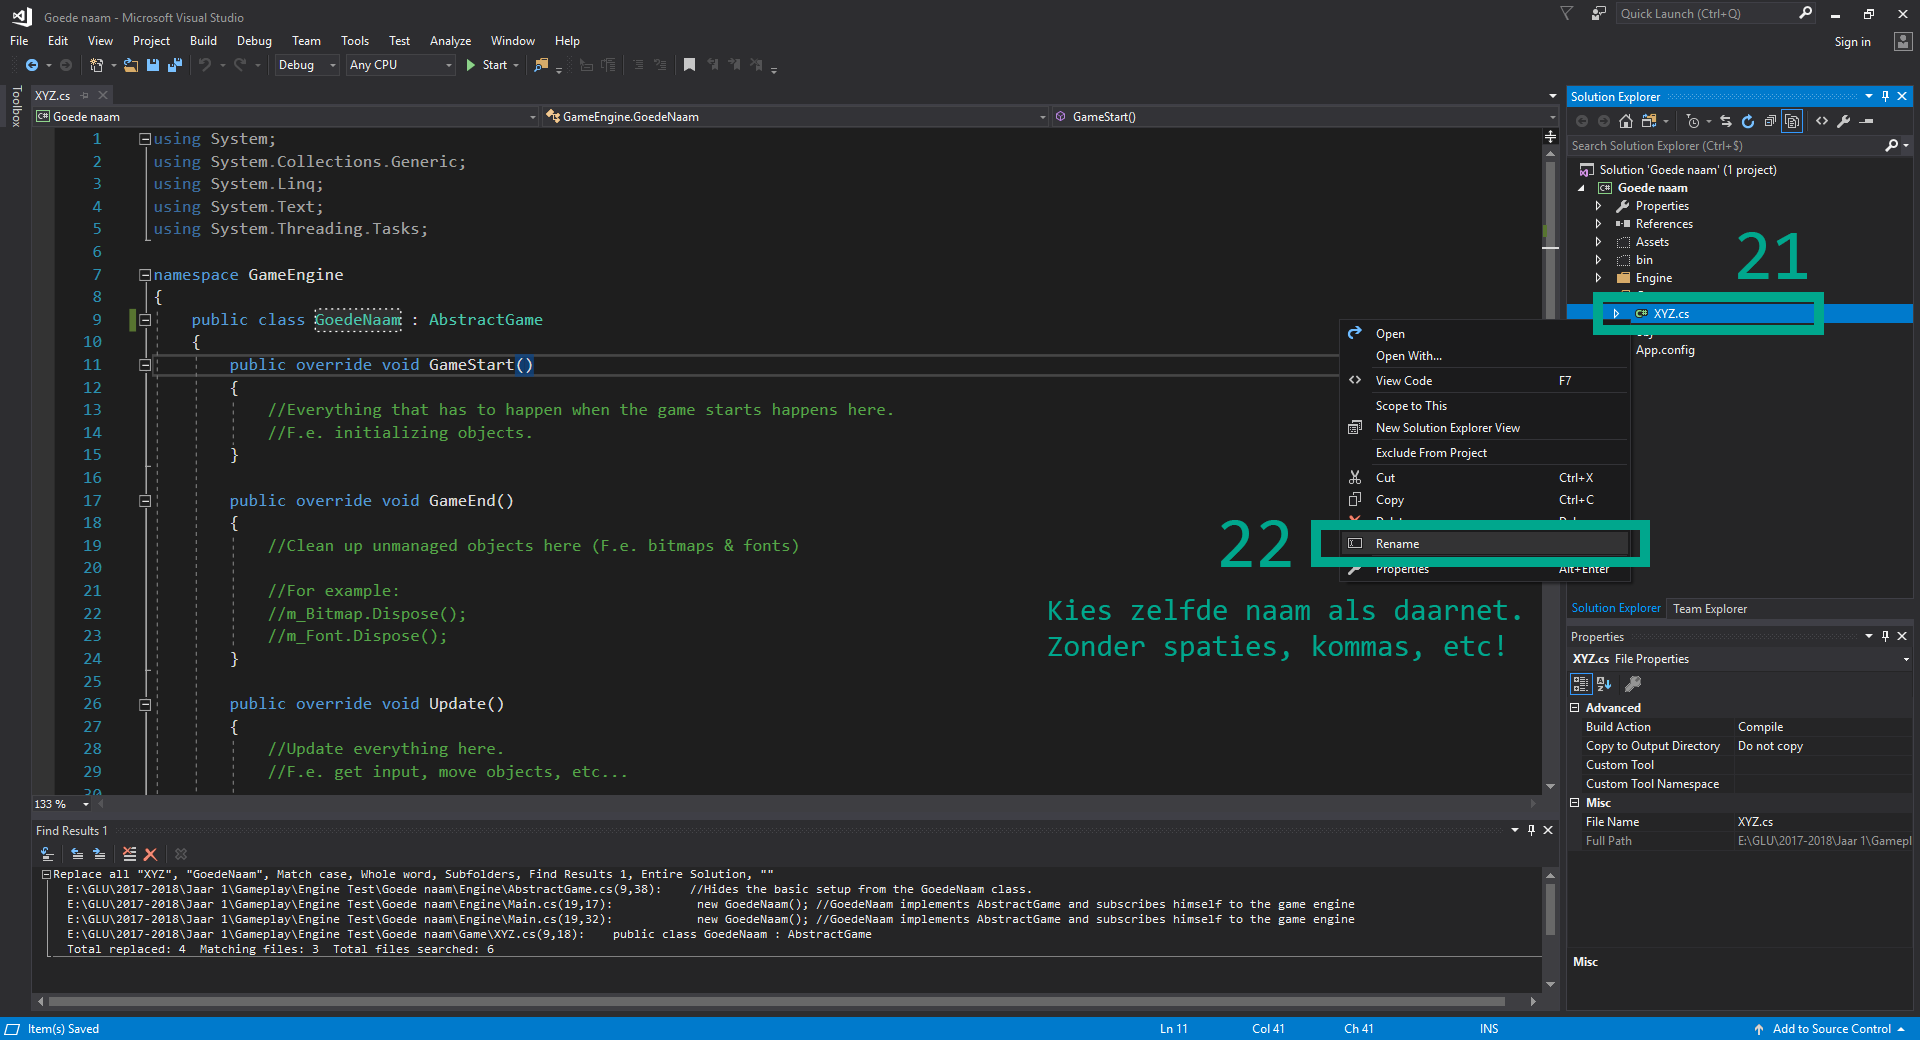 Goede naam - Microsoft Visual Studio
Quick Launch (Ctrl+Q)
File Edit View Project Build Debug Team Tools Test Analyze Window Help
Sign in
Debug Any CPU Start
Toolbox
XYZ.cs
Goede naam GameEngine.GoedeNaam GameStart()
1 using System;
2 using System.Collections.Generic;
3 using System.Linq;
4 using System.Text;
5 using System.Threading.Tasks;
6
7 namespace GameEngine
8 {
9 public class GoedeNaam : AbstractGame
10 {
11 public override void GameStart()
12 {
13 //Everything that has to happen when the game starts happens here.
14 //F.e. initializing objects.
15 }
16
17 public override void GameEnd()
18 {
19 //Clean up unmanaged objects here (F.e. bitmaps & fonts)
20
21 //For example:
22 //m_Bitmap.Dispose();
23 //m_Font.Dispose();
24 }
25
26 public override void Update()
27 {
28 //Update everything here.
29 //F.e. get input, move objects, etc...
30
133 %
Open
Open With...
View Code F7
Scope to This
New Solution Explorer View
Exclude From Project
Cut Ctrl+X
Copy Ctrl+C
Rename
Properties Alt+Enter
21
22
Kies zelfde naam als daarnet.
Zonder spaties, kommas, etc!
Solution Explorer
Search Solution Explorer (Ctrl+$)
Solution 'Goede naam' (1 project)
Goede naam
Properties
References
Assets
bin
Engine
XYZ.cs
App.config
Solution Explorer Team Explorer
Properties
XYZ.cs File Properties
Advanced
Build Action Compile
Copy to Output Directory Do not copy
Custom Tool
Custom Tool Namespace
Misc
File Name XYZ.cs
Full Path E:\GLU\2017-2018\Jaar 1\Gamepl
Misc
Find Results 1
Replace all "XYZ", "GoedeNaam", Match case, Whole word, Subfolders, Find Results 1, Entire Solution, ""
E:\GLU\2017-2018\Jaar 1\Gameplay\Engine Test\Goede naam\Engine\AbstractGame.cs(9,38): //Hides the basic setup from the GoedeNaam class.
E:\GLU\2017-2018\Jaar 1\Gameplay\Engine Test\Goede naam\Engine\Main.cs(19,17): new GoedeNaam(); //GoedeNaam implements AbstractGame and subscribes himself to the game engine
E:\GLU\2017-2018\Jaar 1\Gameplay\Engine Test\Goede naam\Engine\Main.cs(19,32): new GoedeNaam(); //GoedeNaam implements AbstractGame and subscribes himself to the game engine
E:\GLU\2017-2018\Jaar 1\Gameplay\Engine Test\Goede naam\Game\XYZ.cs(9,18): public class GoedeNaam : AbstractGame
Total replaced: 4 Matching files: 3 Total files searched: 6
Item(s) Saved Ln 11 Col 41 Ch 41 INS Add to Source Control